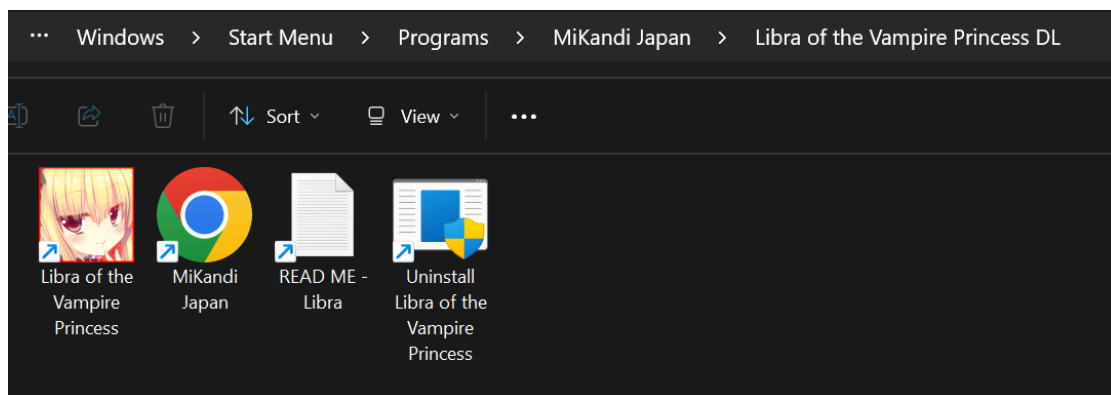 ··· Windows > Start Menu > Programs > MiKandi Japan > Libra of the Vampire Princess DL
Sort View ···
Libra of the
Vampire
Princess
MiKandi
Japan
READ ME -
Libra
Uninstall
Libra of the
Vampire
Princess